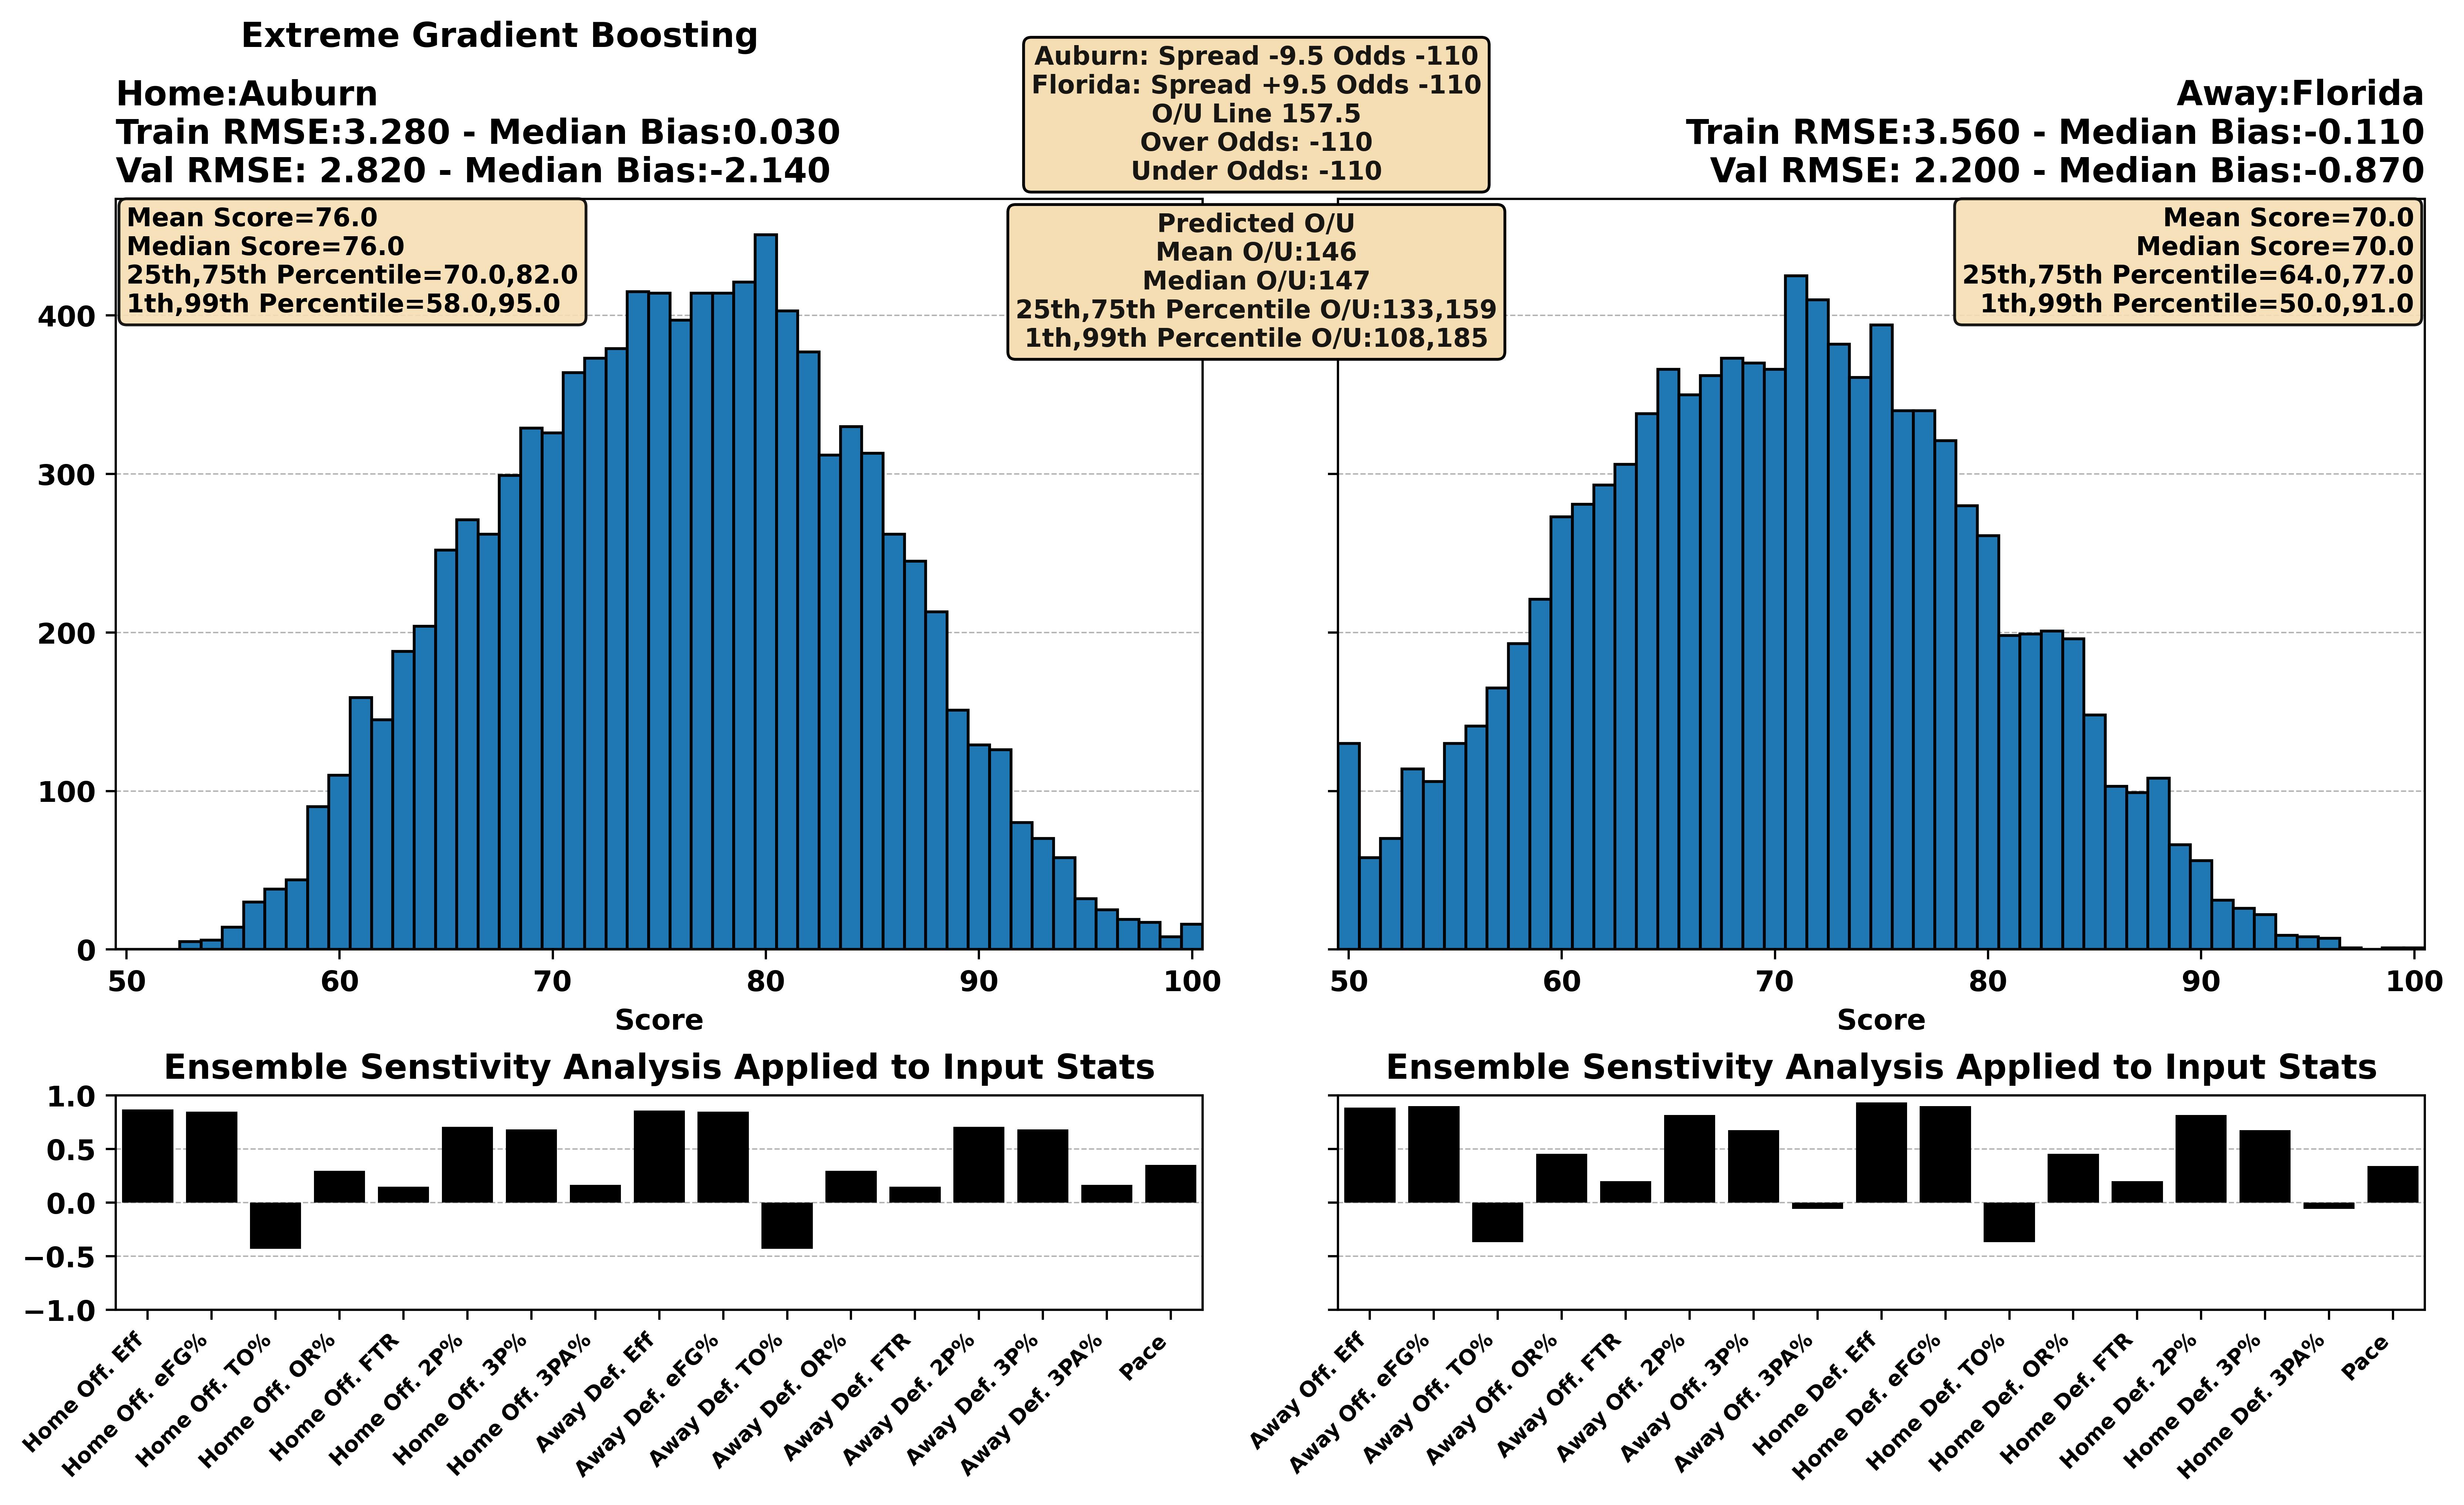 Extreme Gradient Boosting
Home:Auburn
Train RMSE:3.280 - Median Bias:0.030
Val RMSE: 2.820 - Median Bias:-2.140
Auburn: Spread -9.5 Odds -110
Florida: Spread +9.5 Odds -110
O/U Line 157.5
Over Odds: -110
Under Odds: -110
Away:Florida
Train RMSE:3.560 - Median Bias:-0.110
Val RMSE: 2.200 - Median Bias:-0.870
Mean Score=76.0
Median Score=76.0
25th,75th Percentile=70.0,82.0
1th,99th Percentile=58.0,95.0
Predicted O/U
Mean O/U:146
Median O/U:147
25th,75th Percentile O/U:133,159
1th,99th Percentile O/U:108,185
Mean Score=70.0
Median Score=70.0
25th,75th Percentile=64.0,77.0
1th,99th Percentile=50.0,91.0
400
300
200
100
0
50 60 70 80 90 100
Score
50 60 70 80 90 100
Score
Ensemble Senstivity Analysis Applied to Input Stats
1.0
0.5
0.0
−0.5
−1.0
Home Off. Eff
Home Off. eFG%
Home Off. TO%
Home Off. OR%
Home Off. FTR
Home Off. 2P%
Home Off. 3P%
Home Off. 3PA%
Away Def. Eff
Away Def. eFG%
Away Def. TO%
Away Def. OR%
Away Def. FTR
Away Def. 2P%
Away Def. 3P%
Away Def. 3PA%
Pace
Ensemble Senstivity Analysis Applied to Input Stats
Away Off. Eff
Away Off. eFG%
Away Off. TO%
Away Off. OR%
Away Off. FTR
Away Off. 2P%
Away Off. 3P%
Away Off. 3PA%
Home Def. Eff
Home Def. eFG%
Home Def. TO%
Home Def. OR%
Home Def. FTR
Home Def. 2P%
Home Def. 3P%
Home Def. 3PA%
Pace